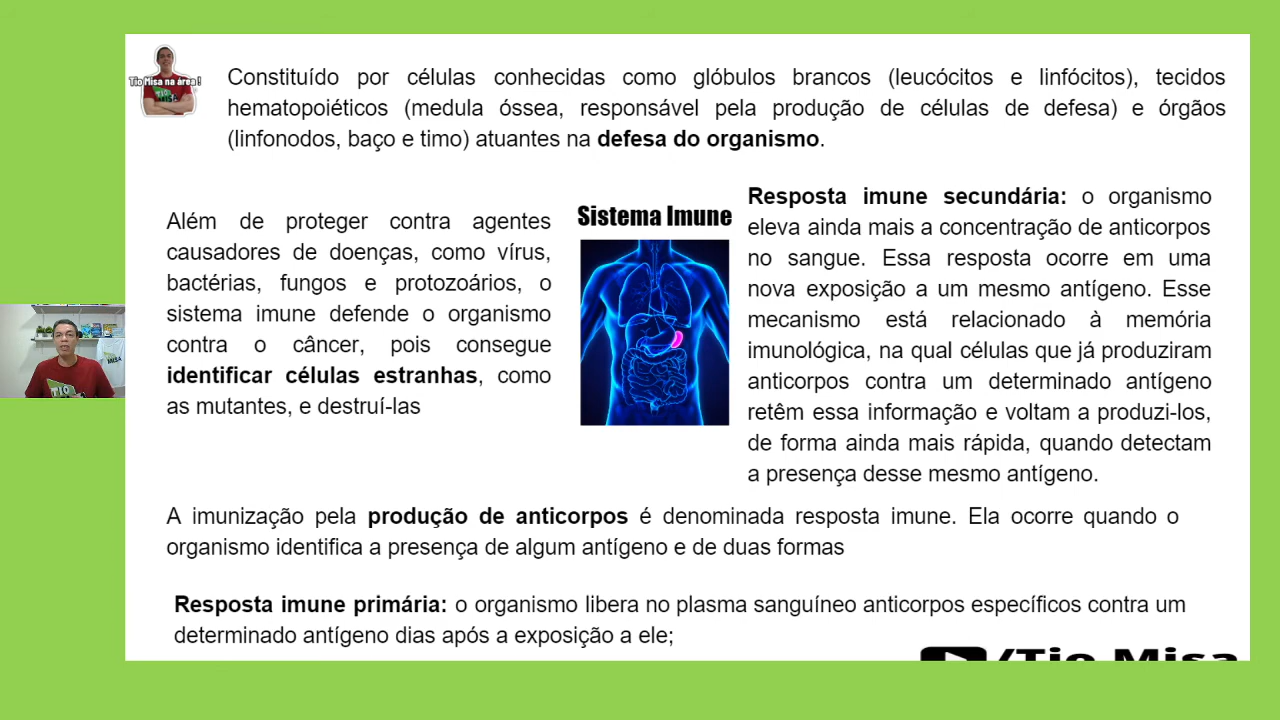 Tio Misa na área !
Constituído por células conhecidas como glóbulos brancos (leucócitos e linfócitos), tecidos
hematopoiéticos (medula óssea, responsável pela produção de células de defesa) e órgãos
(linfonodos, baço e timo) atuantes na defesa do organismo.
Além de proteger contra agentes
causadores de doenças, como vírus,
bactérias, fungos e protozoários, o
sistema imune defende o organismo
contra o câncer, pois consegue
identificar células estranhas, como
as mutantes, e destruí-las
Sistema Imune
Resposta imune secundária: o organismo
eleva ainda mais a concentração de anticorpos
no sangue. Essa resposta ocorre em uma
nova exposição a um mesmo antígeno. Esse
mecanismo está relacionado à memória
imunológica, na qual células que já produziram
anticorpos contra um determinado antígeno
retêm essa informação e voltam a produzi-los,
de forma ainda mais rápida, quando detectam
a presença desse mesmo antígeno.
A imunização pela produção de anticorpos é denominada resposta imune. Ela ocorre quando o
organismo identifica a presença de algum antígeno e de duas formas
Resposta imune primária: o organismo libera no plasma sanguíneo anticorpos específicos contra um
determinado antígeno dias após a exposição a ele;
/Tio Misa